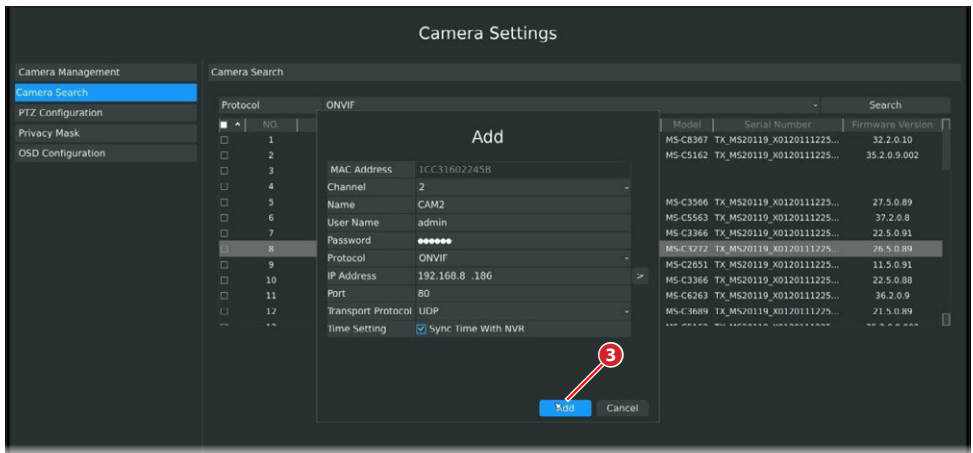 Camera Settings
Camera Management
Camera Search
PTZ Configuration
Privacy Mask
OSD Configuration
Camera Search
Protocol ONVIF Search
NO. Model Serial Number Firmware Version
1 MS-C8367 TX_MS20119_X0120111225... 32.2.0.10
2 MS-C5162 TX_MS20119_X0120111225... 35.2.0.9.002
3
4
5 MS-C3566 TX_MS20119_X0120111225... 27.5.0.89
6 MS-C5563 TX_MS20119_X0120111225... 37.2.0.8
7 MS-C3366 TX_MS20119_X0120111225... 22.5.0.91
8 MS-C3272 TX_MS20119_X0120111225... 26.5.0.89
9 MS-C2651 TX_MS20119_X0120111225... 11.5.0.91
10 MS-C3366 TX_MS20119_X0120111225... 22.5.0.88
11 MS-C6263 TX_MS20119_X0120111225... 36.2.0.9
12 MS-C3689 TX_MS20119_X0120111225... 21.5.0.89
Add
MAC Address 1CC31602245B
Channel 2
Name CAM2
User Name admin
Password ●●●●●●
Protocol ONVIF
IP Address 192.168.8 .186 >
Port 80
Transport Protocol UDP
Time Setting Sync Time With NVR
3
Add Cancel